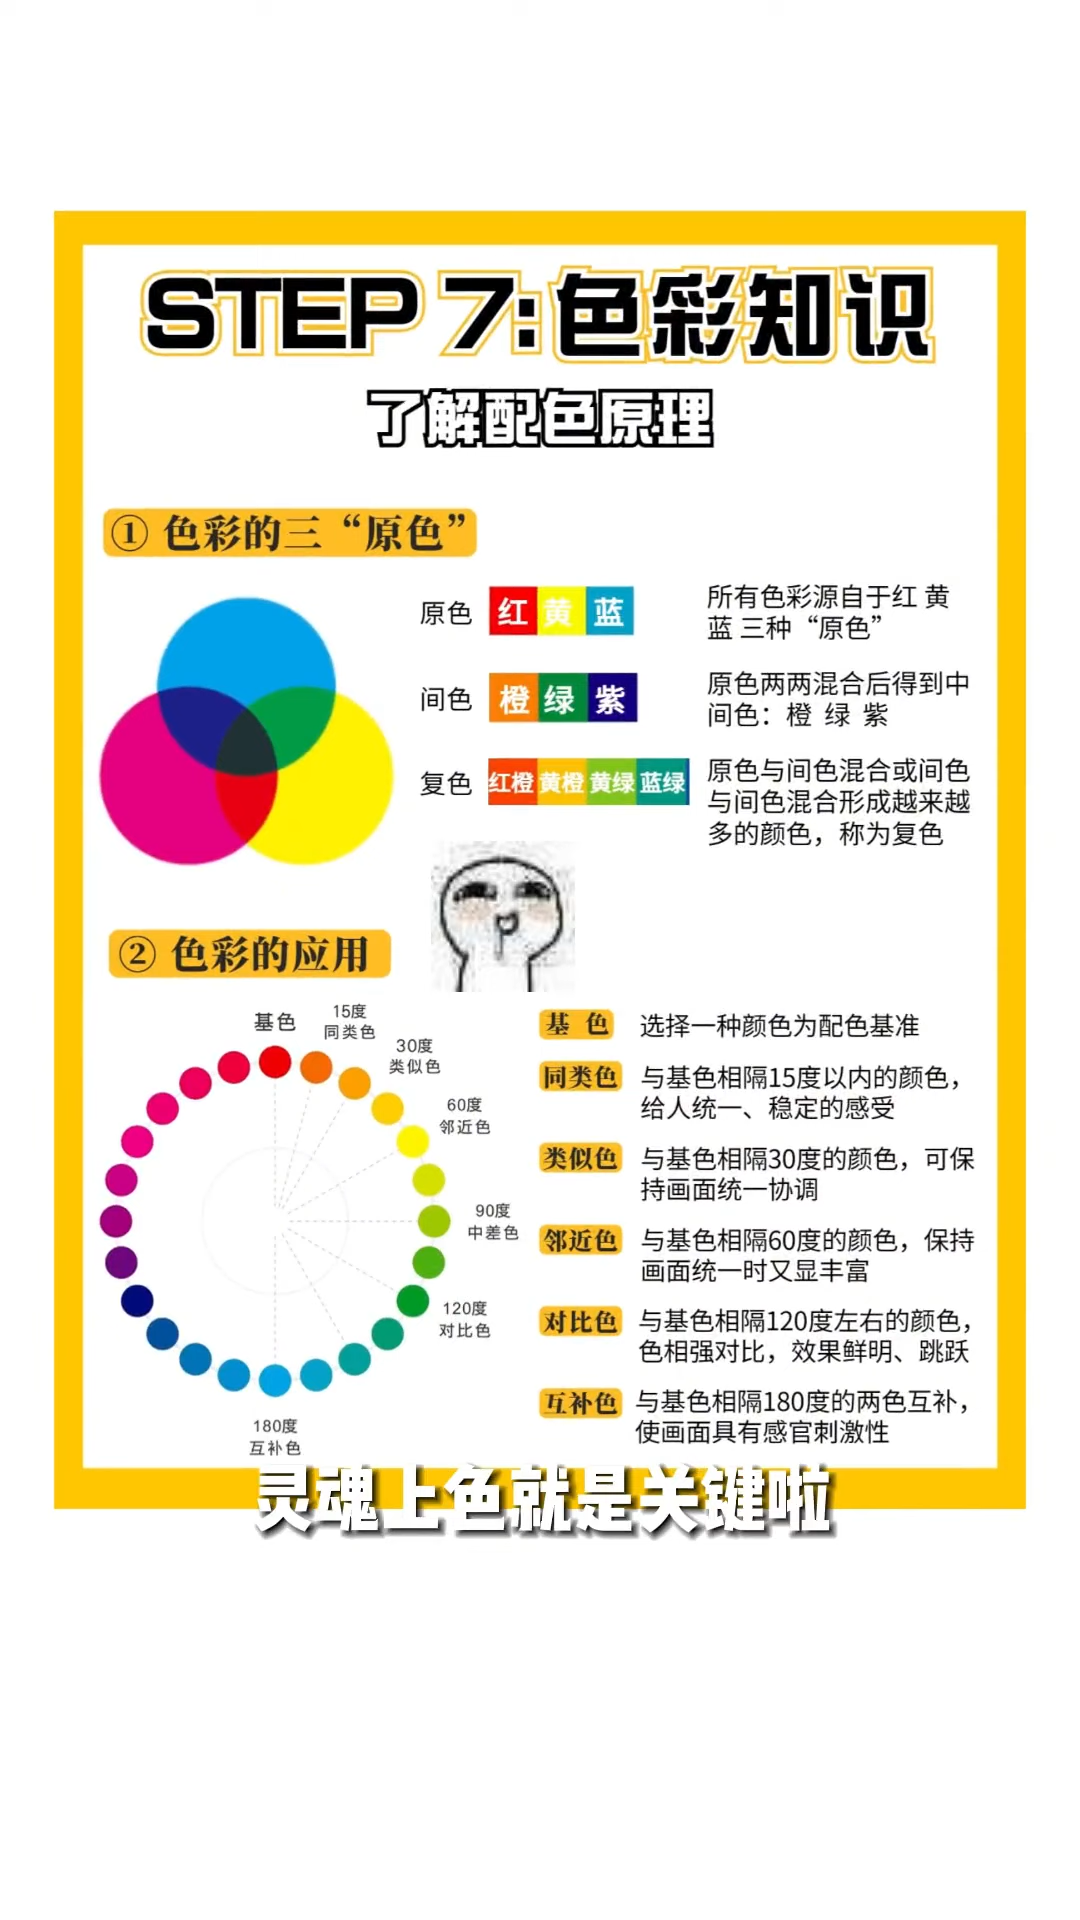 STEP 7:色彩知识
了解配色原理
① 色彩的三“原色”
原色 红 黄 蓝
所有色彩源自于红 黄
蓝 三种“原色”
间色 橙 绿 紫
原色两两混合后得到中
间色：橙 绿 紫
复色 红橙 黄橙 黄绿 蓝绿
原色与间色混合或间色
与间色混合形成越来越
多的颜色，称为复色
② 色彩的应用
基色
15度
同类色
30度
类似色
60度
邻近色
90度
中差色
120度
对比色
180度
互补色
基 色 选择一种颜色为配色基准
同类色 与基色相隔15度以内的颜色，
给人统一、稳定的感受
类似色 与基色相隔30度的颜色，可保
持画面统一协调
邻近色 与基色相隔60度的颜色，保持
画面统一时又显丰富
对比色 与基色相隔120度左右的颜色，
色相强对比，效果鲜明、跳跃
互补色 与基色相隔180度的两色互补，
使画面具有感官刺激性
灵魂上色就是关键啦